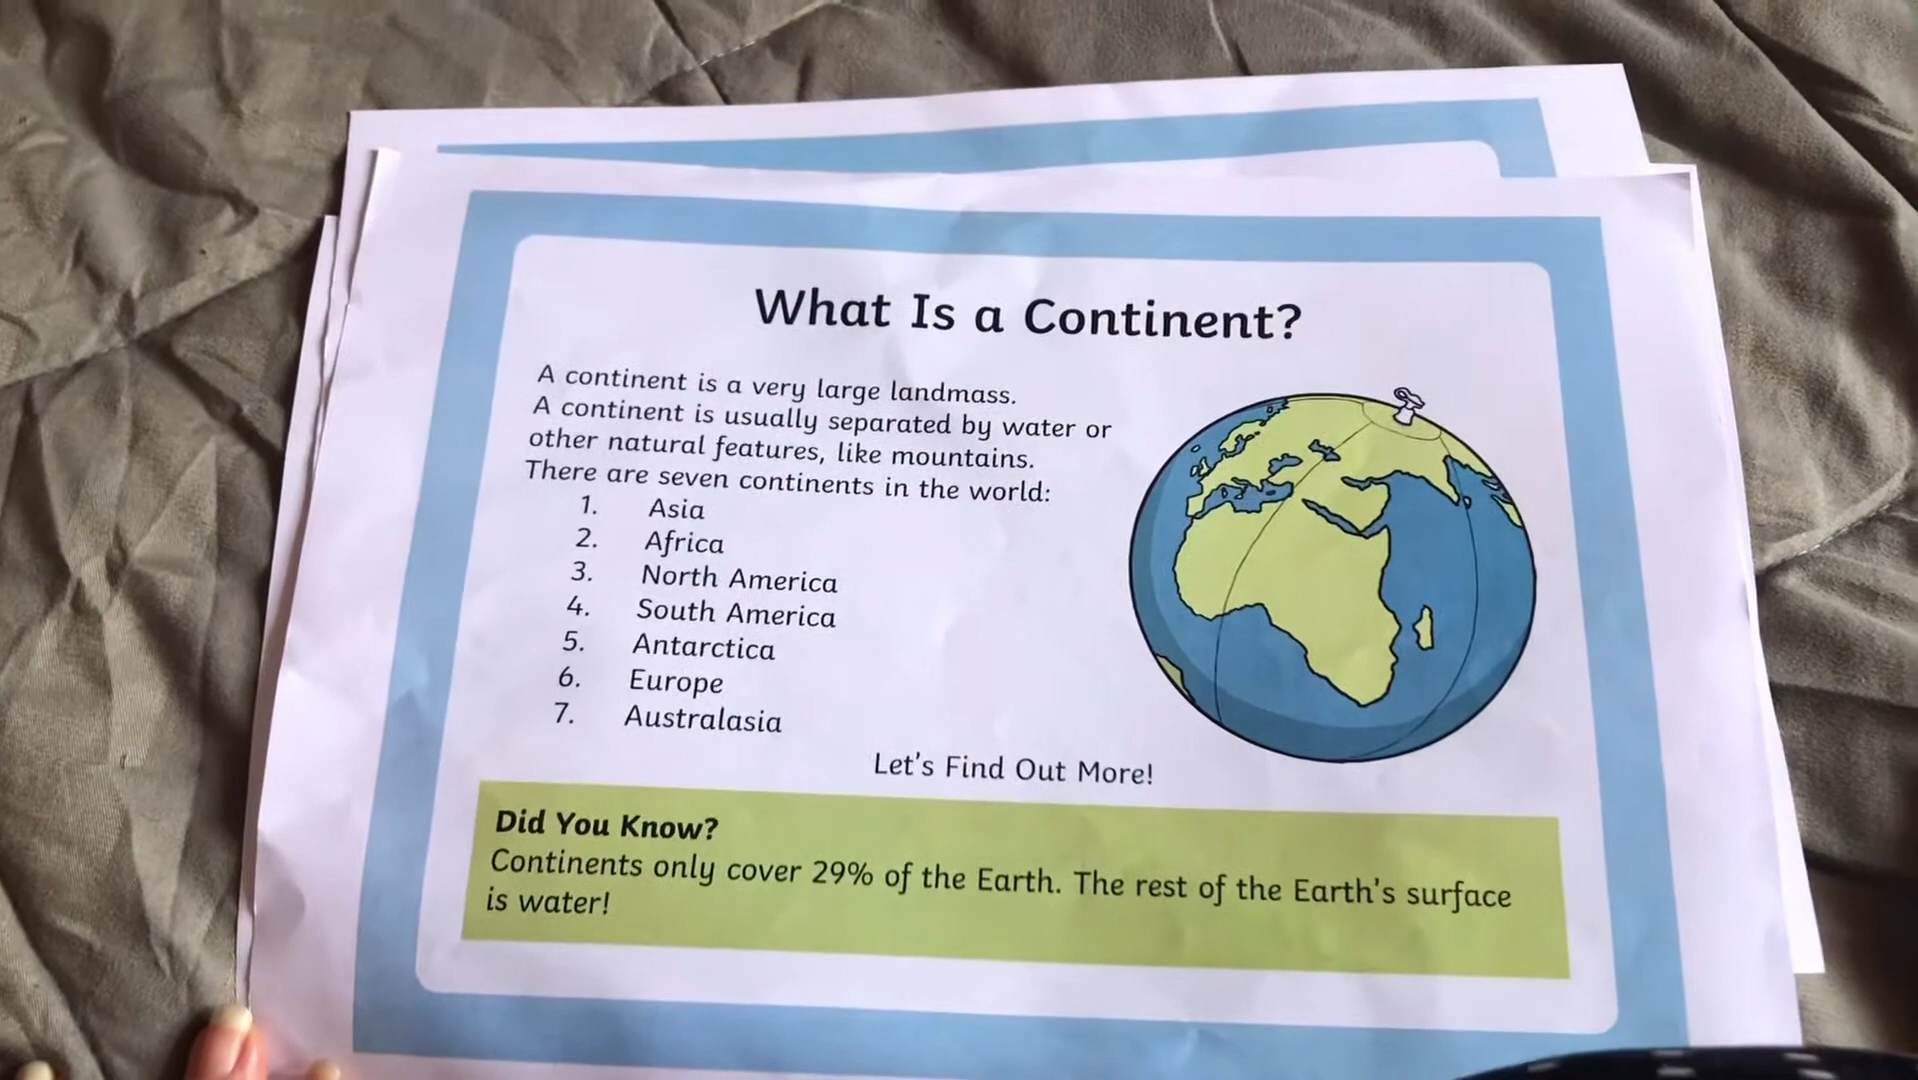 What Is a Continent?
A continent is a very large landmass.
A continent is usually separated by water or
other natural features, like mountains.
There are seven continents in the world:
1. Asia
2. Africa
3. North America
4. South America
5. Antarctica
6. Europe
7. Australasia
Let's Find Out More!
Did You Know?
Continents only cover 29% of the Earth. The rest of the Earth's surface
is water!